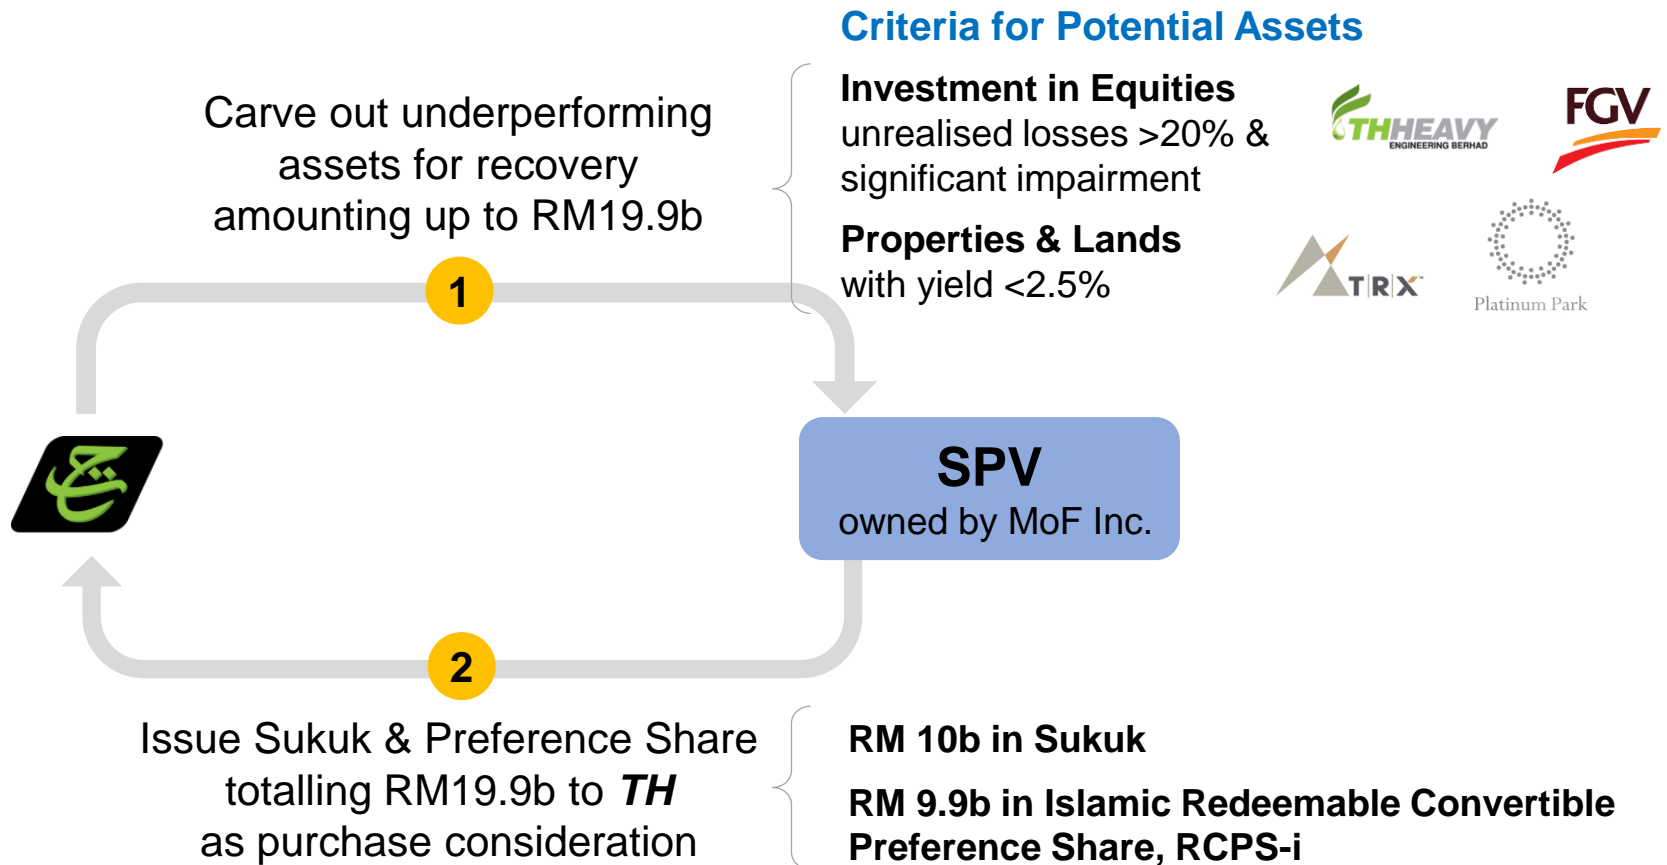 Criteria for Potential Assets
Carve out underperforming
assets for recovery
amounting up to RM19.9b
Investment in Equities
unrealised losses >20% &
significant impairment
Properties & Lands
with yield <2.5%
THHEAVY
ENGINEERING BERHAD
FGV
T|R|X™
Platinum Park
1
SPV
owned by MoF Inc.
2
Issue Sukuk & Preference Share
totalling RM19.9b to TH
as purchase consideration
RM 10b in Sukuk
RM 9.9b in Islamic Redeemable Convertible
Preference Share, RCPS-i